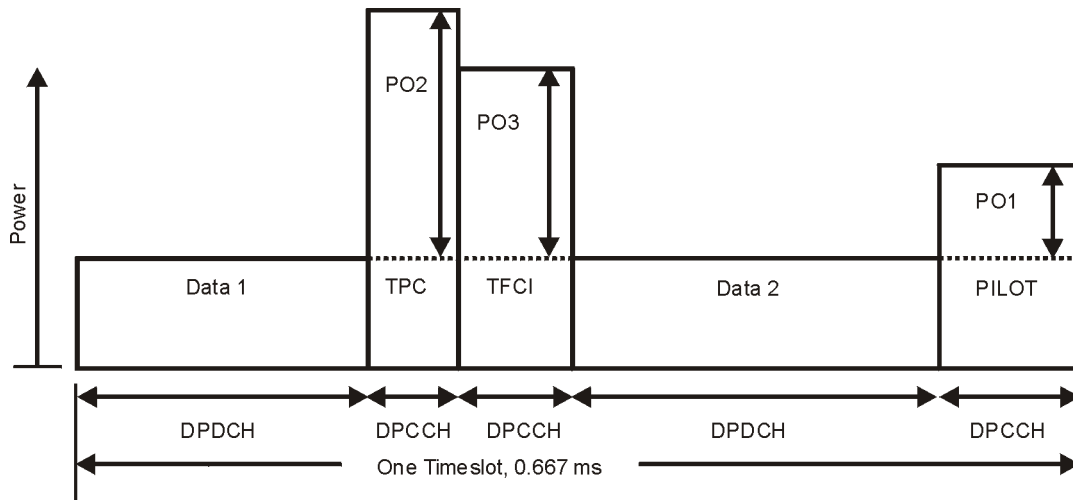 PO2
PO3
PO1
Power
Data 1
TPC
TFCI
Data 2
PILOT
DPDCH
DPCCH
DPCCH
DPDCH
DPCCH
One Timeslot, 0.667 ms